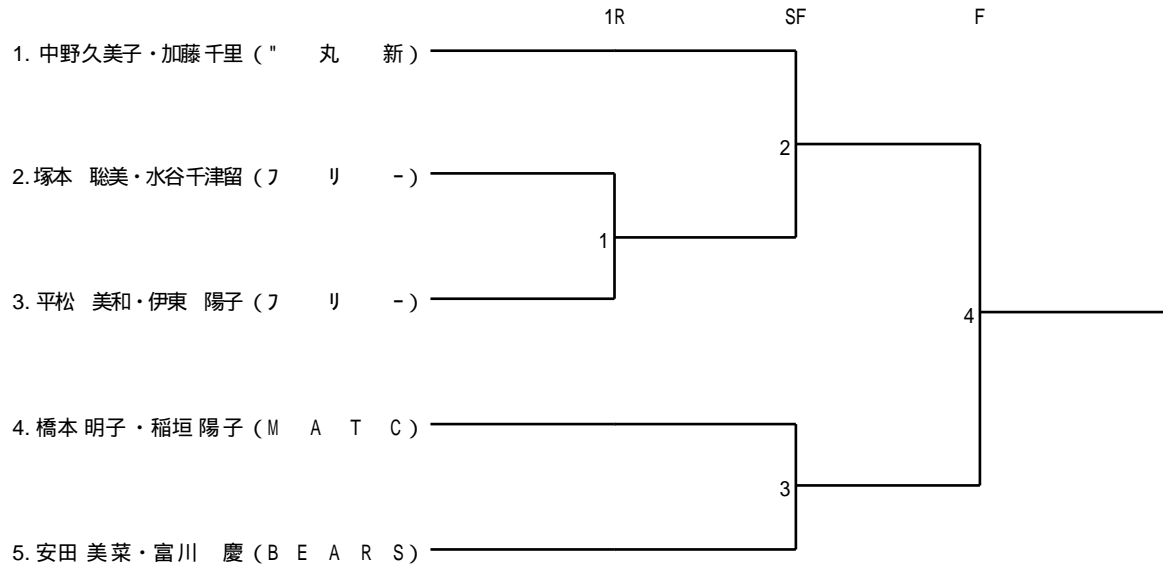 1R SF F
1. 中野久美子・加藤千里 (" 丸 新)
2
2. 塚本 聡美・水谷千津留 (フ リ ー)
1
3. 平松 美和・伊東 陽子 (フ リ ー)
4
4. 橋本 明子・稲垣 陽子 (M A T C)
3
5. 安田 美菜・富川 慶 (B E A R S)